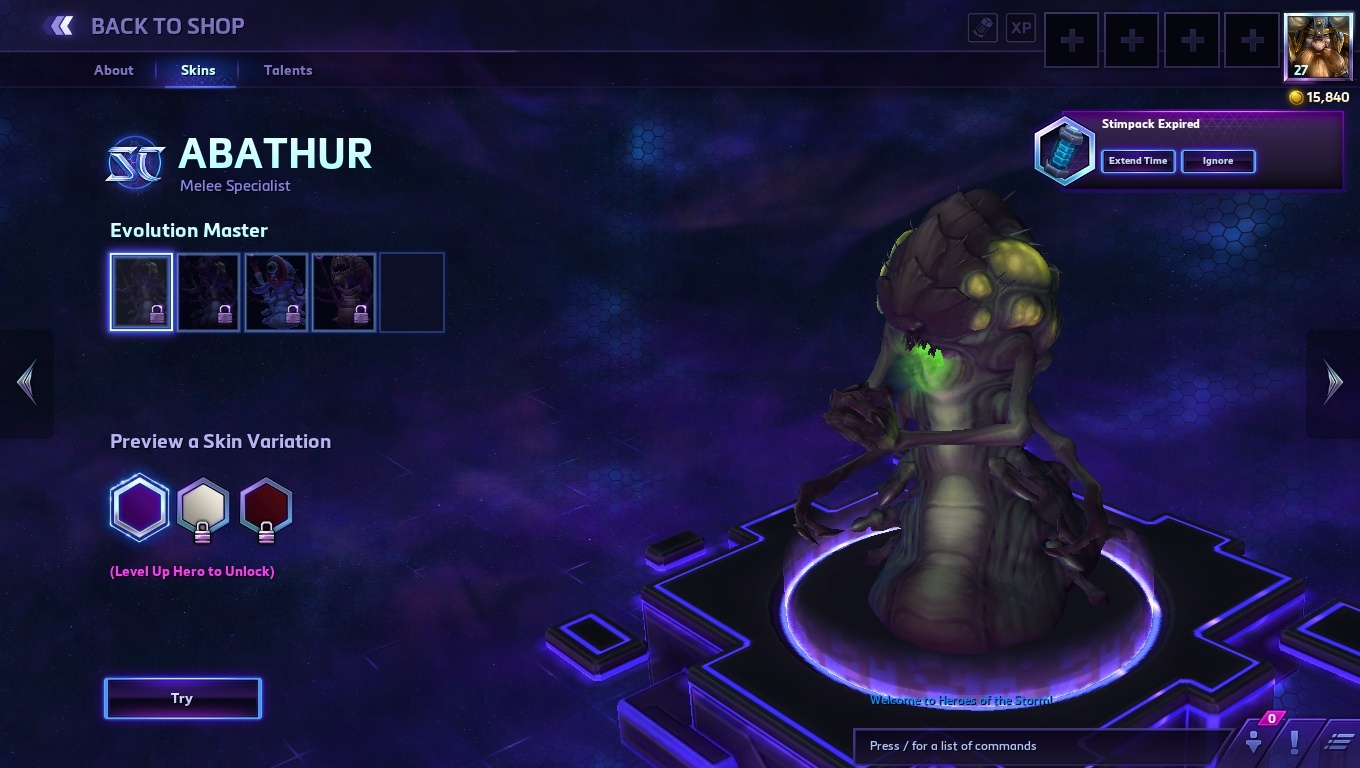 BACK TO SHOP
XP
27
15,840
About
Skins
Talents
Stimpack Expired
Extend Time
Ignore
SC
ABATHUR
Melee Specialist
Evolution Master
Preview a Skin Variation
(Level Up Hero to Unlock)
Try
Welcome to Heroes of the Storm!
Press / for a list of commands
0